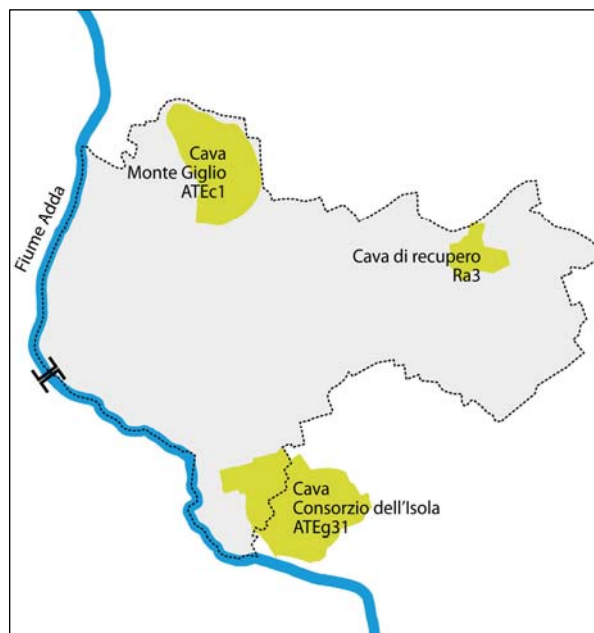 Cava
Monte Giglio
ATEc1
Fiume Adda
Cava di recupero
Ra3
Cava
Consorzio dell'Isola
ATEg31